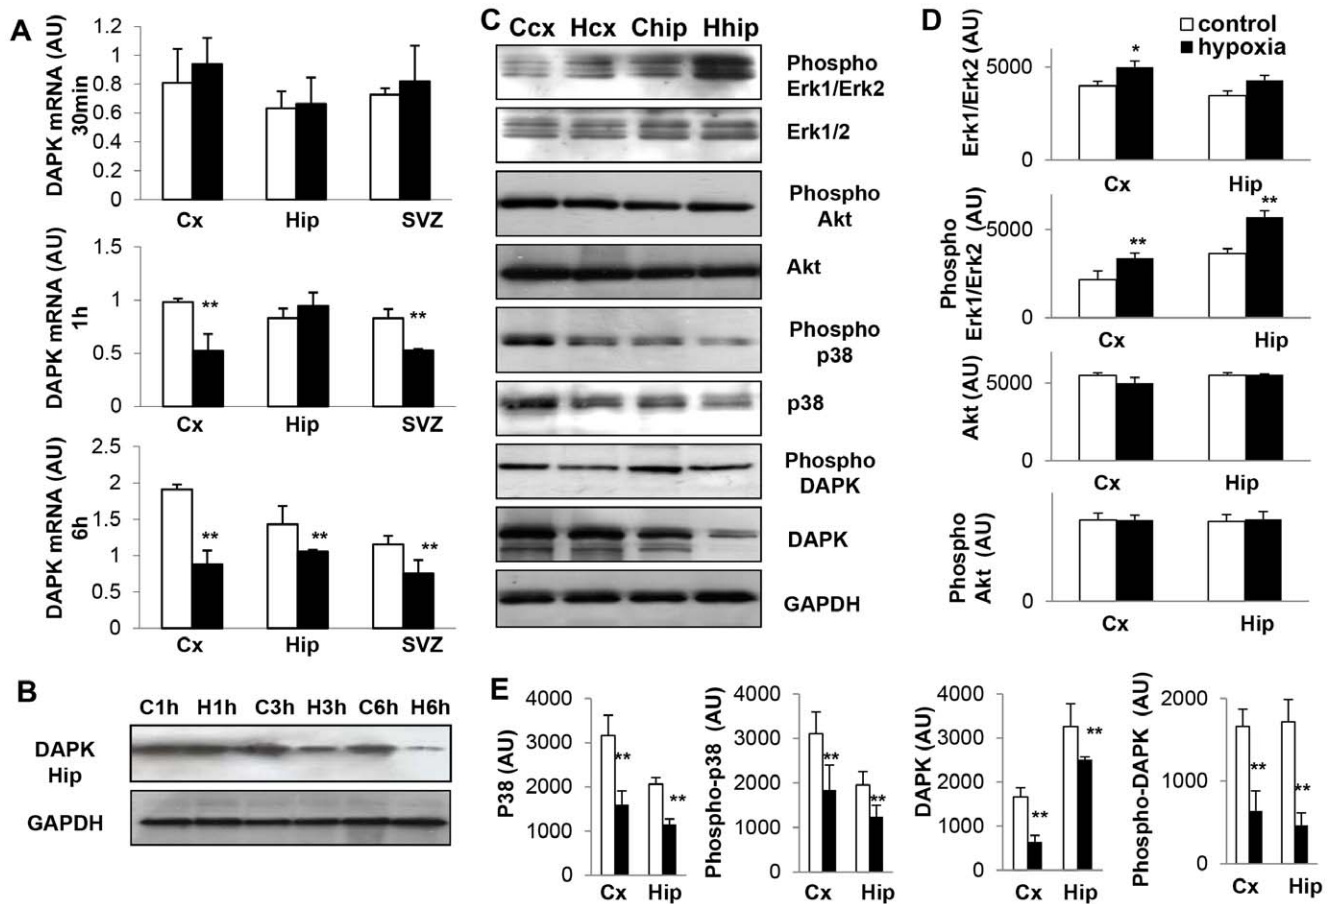 A
DAPK mRNA (AU)
30min
1.2
1
0.8
0.6
0.4
0.2
0
Cx Hip SVZ
DAPK mRNA (AU)
1h
1.5
1
0.5
0
** **
Cx Hip SVZ
DAPK mRNA (AU)
6h
2.5
2
1.5
1
0.5
0
** ** **
Cx Hip SVZ
B
C1h H1h C3h H3h C6h H6h
DAPK
Hip
GAPDH
C
Ccx Hcx Chip Hhip
Phospho
Erk1/Erk2
Erk1/2
Phospho
Akt
Akt
Phospho
p38
p38
Phospho
DAPK
DAPK
GAPDH
D
control
hypoxia
Erk1/Erk2 (AU)
5000
0
*
Cx Hip
Phospho
Erk1/Erk2 (AU)
5000
0
** **
Cx Hip
Akt (AU)
5000
0
Cx Hip
Phospho
Akt (AU)
0
Cx Hip
E
P38 (AU)
4000
3000
2000
1000
0
** **
Cx Hip
Phospho-p38 (AU)
4000
3000
2000
1000
0
** **
Cx Hip
DAPK (AU)
4000
3000
2000
1000
0
** **
Cx Hip
Phospho-DAPK (AU)
2000
1000
0
** **
Cx Hip